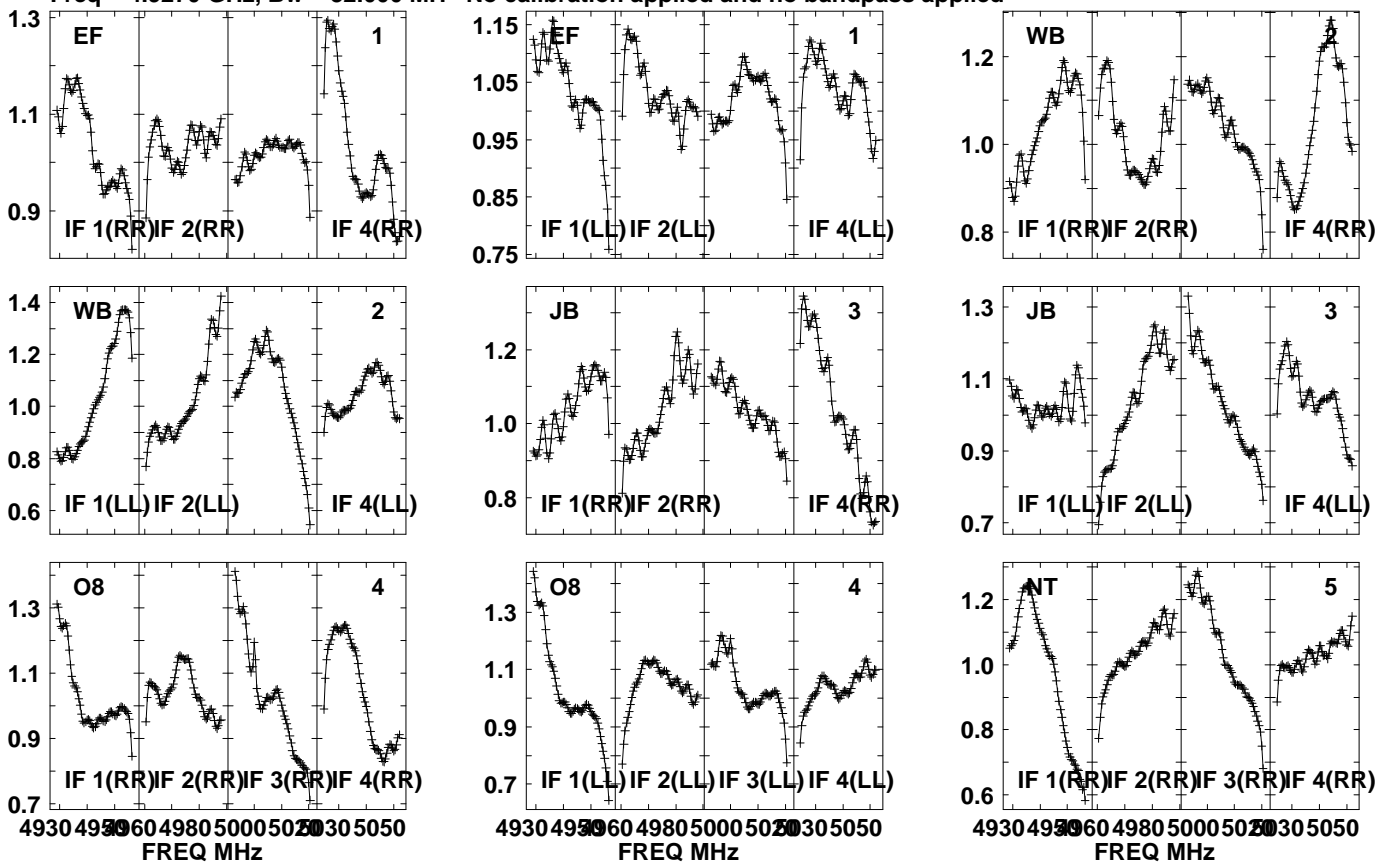 No calibration applied and no bandpass applied
EF 1
1.3
1.1
0.9
IF 1(RR) IF 2(RR) IF 4(RR)
EF 1
1.15
1.05
0.95
0.85
0.75
IF 1(LL) IF 2(LL) IF 4(LL)
WB 2
1.2
1.0
0.8
IF 1(RR) IF 2(RR) IF 4(RR)
WB 2
1.4
1.2
1.0
0.8
0.6
IF 1(LL) IF 2(LL) IF 4(LL)
JB 3
1.2
1.0
0.8
IF 1(RR) IF 2(RR) IF 4(RR)
JB 3
1.3
1.1
0.9
0.7
IF 1(LL) IF 2(LL) IF 4(LL)
O8 4
1.3
1.1
0.9
0.7
IF 1(RR) IF 2(RR) IF 3(RR) IF 4(RR)
4930 4950 4960 4980 5000 5020 5030 5050
FREQ MHz
O8 4
1.3
1.1
0.9
0.7
IF 1(LL) IF 2(LL) IF 3(LL) IF 4(LL)
4930 4950 4960 4980 5000 5020 5030 5050
FREQ MHz
NT 5
1.2
1.0
0.8
0.6
IF 1(RR) IF 2(RR) IF 3(RR) IF 4(RR)
4930 4950 4960 4980 5000 5020 5030 5050
FREQ MHz